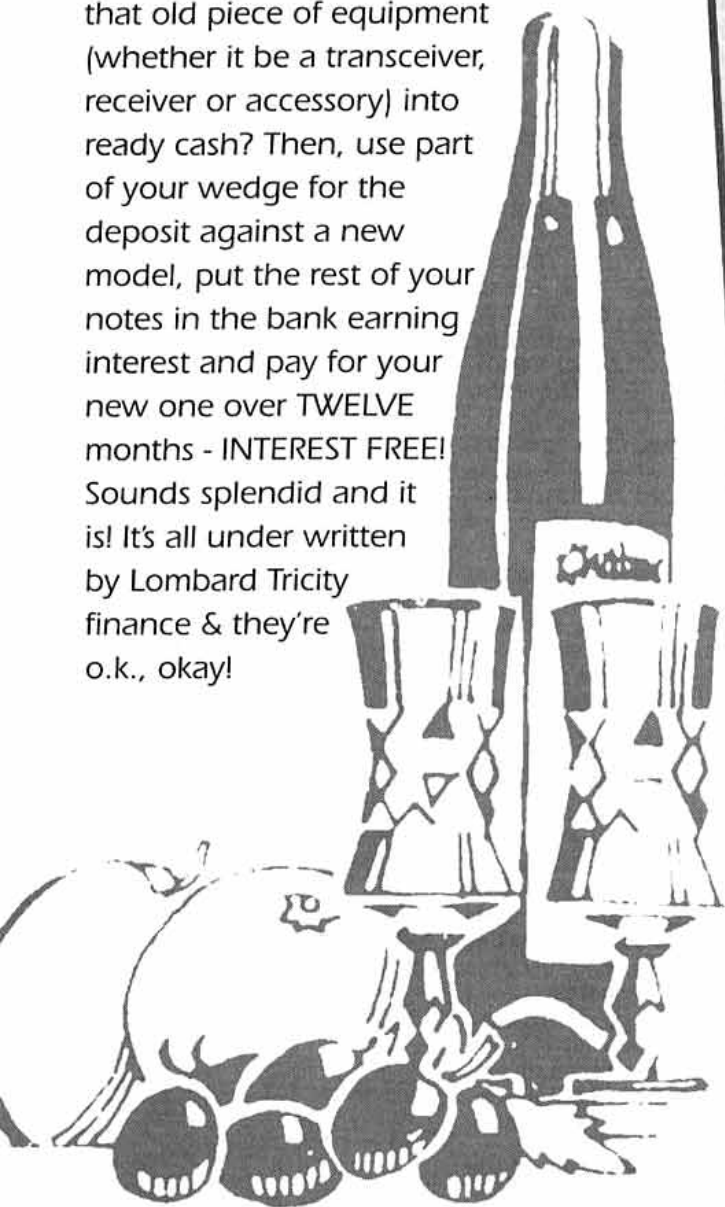 that old piece of equipment
(whether it be a transceiver,
receiver or accessory) into
ready cash? Then, use part
of your wedge for the
deposit against a new
model, put the rest of your
notes in the bank earning
interest and pay for your
new one over TWELVE
months - INTEREST FREE!
Sounds splendid and it
is! It's all under written
by Lombard Tricity
finance & they're
o.k., okay!